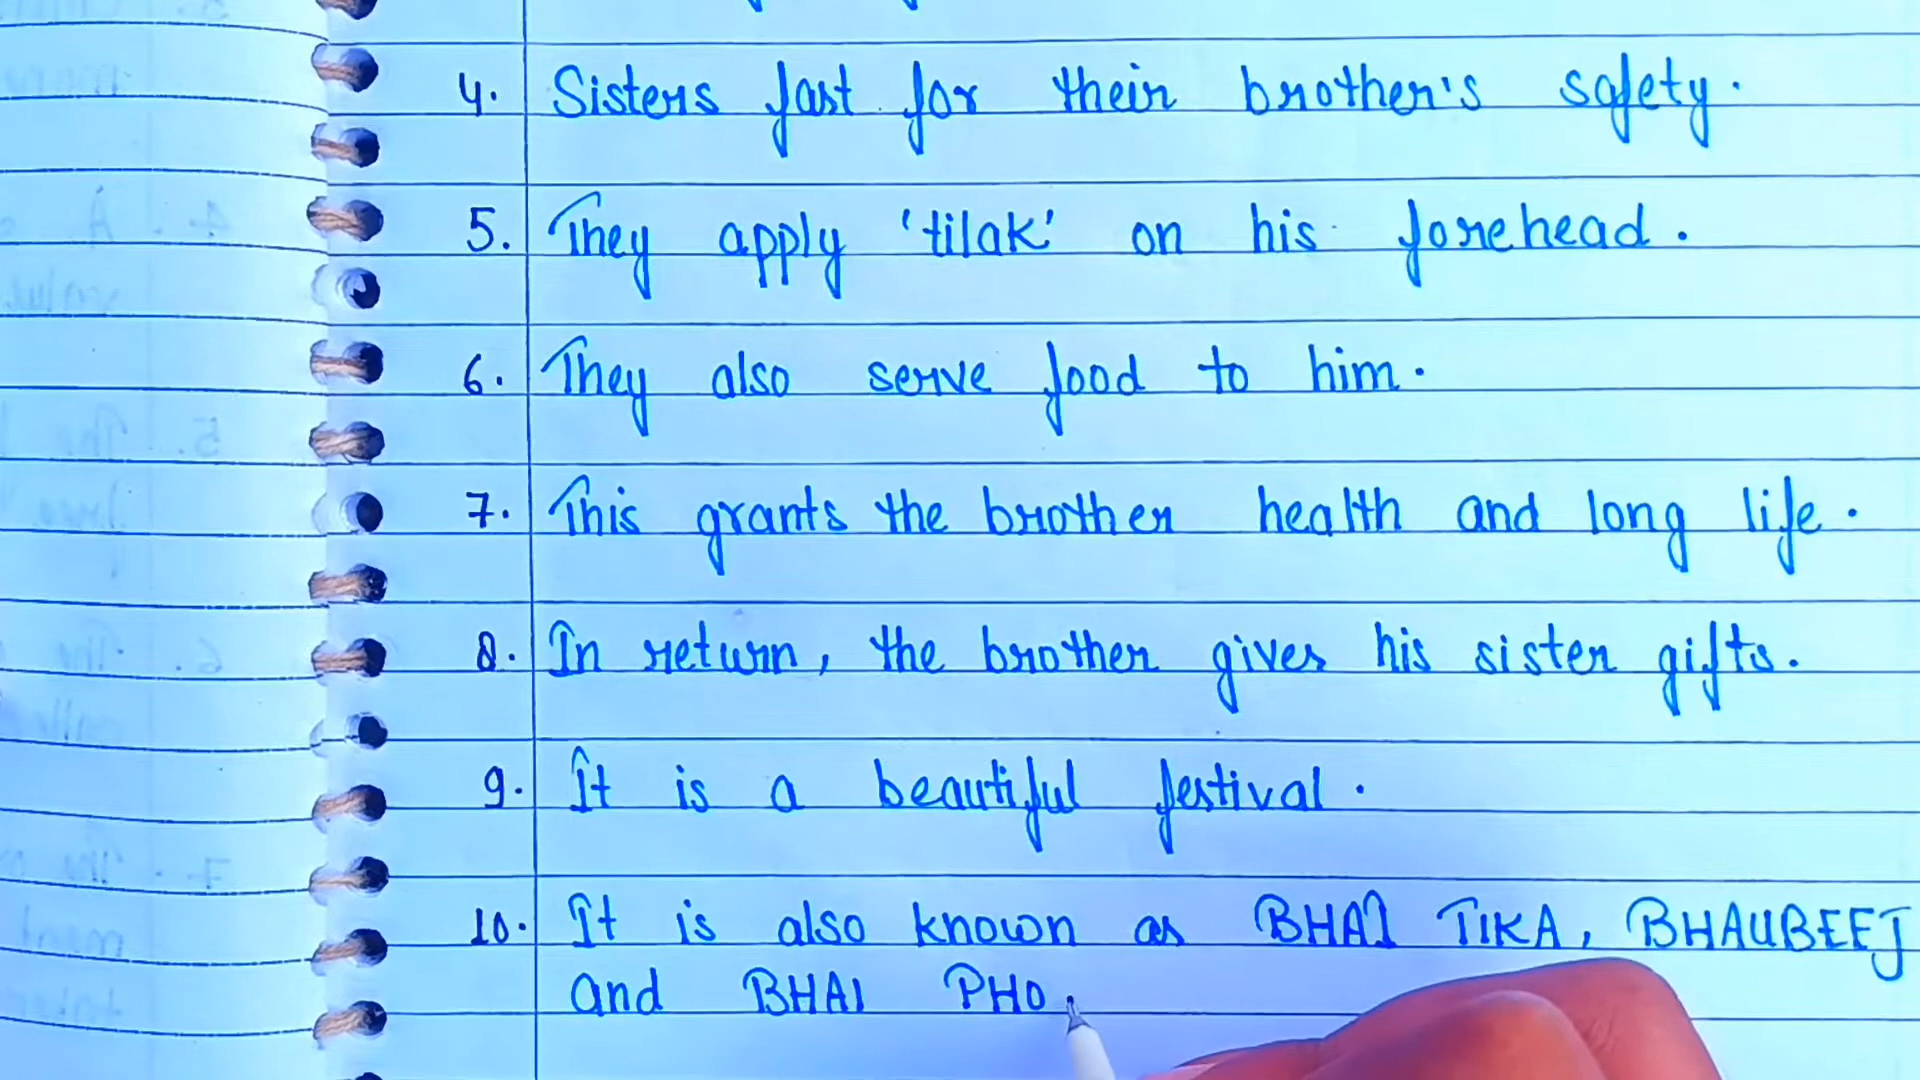 4. Sisters fast for their brother's safety.
5. They apply 'tilak' on his forehead.
6. They also serve food to him.
7. This grants the brother health and long life.
8. In return, the brother gives his sister gifts.
9. It is a beautiful festival.
10. It is also known as BHAI TIKA, BHAUBEEJ
and BHAI PHO